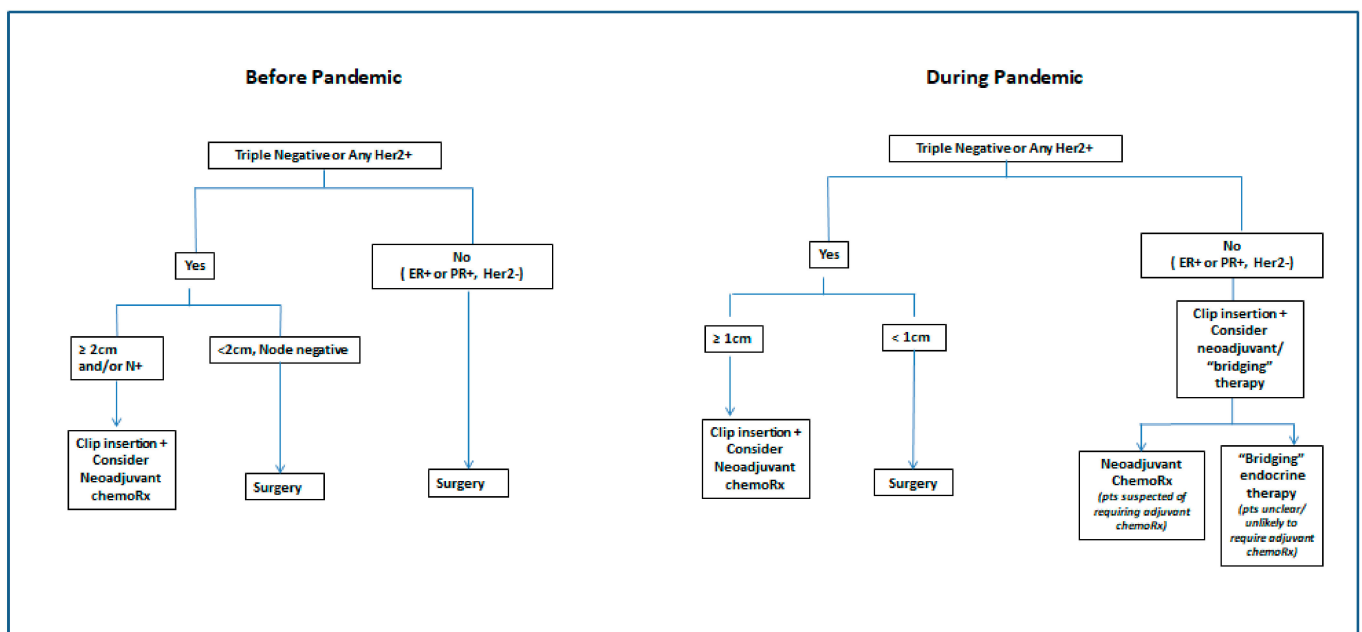 Before Pandemic
Triple Negative or Any Her2+
Yes
No
( ER+ or PR+, Her2-)
≥ 2cm
and/or N+
<2cm, Node negative
Clip insertion +
Consider
Neoadjuvant
chemoRx
Surgery
Surgery
During Pandemic
Triple Negative or Any Her2+
Yes
No
( ER+ or PR+, Her2-)
≥ 1cm
< 1cm
Clip insertion +
Consider
neoadjuvant/
“bridging”
therapy
Clip insertion +
Consider
Neoadjuvant
chemoRx
Surgery
Neoadjuvant
ChemoRx
(pts suspected of
requiring adjuvant
chemoRx)
“Bridging”
endocrine
therapy
(pts unclear/
unlikely to
require adjuvant
chemoRx)